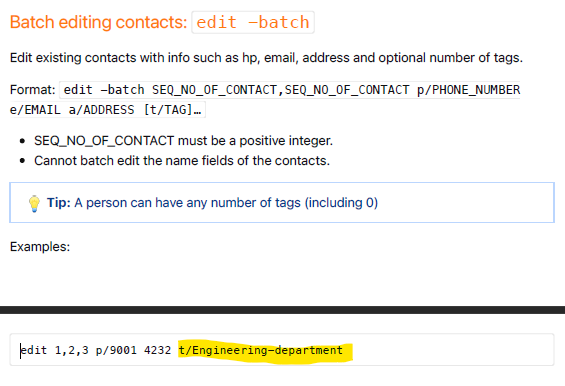 Batch editing contacts: edit –batch
Edit existing contacts with info such as hp, email, address and optional number of tags.
Format: edit –batch SEQ_NO_OF_CONTACT,SEQ_NO_OF_CONTACT p/PHONE_NUMBER
e/EMAIL a/ADDRESS [t/TAG]…
• SEQ_NO_OF_CONTACT must be a positive integer.
• Cannot batch edit the name fields of the contacts.
💡 Tip: A person can have any number of tags (including 0)
Examples:
edit 1,2,3 p/9001 4232 t/Engineering–department